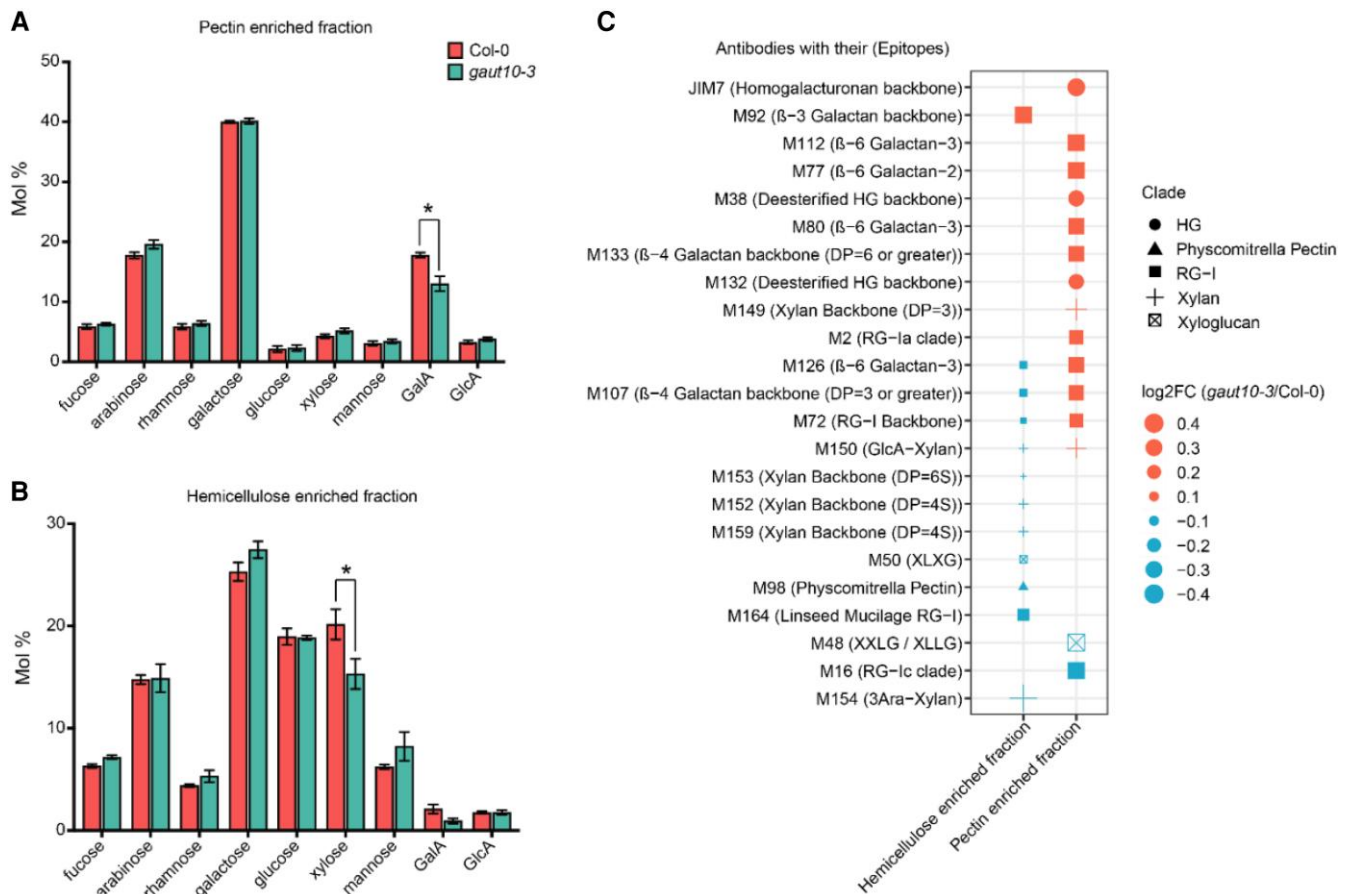 A
Pectin enriched fraction
Col-0
gaut10-3
50
40
30
20
10
0
Mol %
*
fucose
arabinose
rhamnose
galactose
glucose
xylose
mannose
GalA
GlcA
B
Hemicellulose enriched fraction
30
20
10
0
Mol %
*
fucose
arabinose
rhamnose
galactose
glucose
xylose
mannose
GalA
GlcA
C
Antibodies with their (Epitopes)
JIM7 (Homogalacturonan backbone)
M92 (ß−3 Galactan backbone)
M112 (ß−6 Galactan−3)
M77 (ß−6 Galactan−2)
M38 (Deesterified HG backbone)
M80 (ß−6 Galactan−3)
M133 (ß−4 Galactan backbone (DP=6 or greater))
M132 (Deesterified HG backbone)
M149 (Xylan Backbone (DP=3))
M2 (RG−Ia clade)
M126 (ß−6 Galactan−3)
M107 (ß−4 Galactan backbone (DP=3 or greater))
M72 (RG−I Backbone)
M150 (GlcA−Xylan)
M153 (Xylan Backbone (DP=6S))
M152 (Xylan Backbone (DP=4S))
M159 (Xylan Backbone (DP=4S))
M50 (XLXG)
M98 (Physcomitrella Pectin)
M164 (Linseed Mucilage RG−I)
M48 (XXLG / XLLG)
M16 (RG−Ic clade)
M154 (3Ara−Xylan)
Hemicellulose enriched fraction
Pectin enriched fraction
Clade
HG
Physcomitrella Pectin
RG−I
Xylan
Xyloglucan
log2FC (gaut10-3/Col-0)
0.4
0.3
0.2
0.1
−0.1
−0.2
−0.3
−0.4